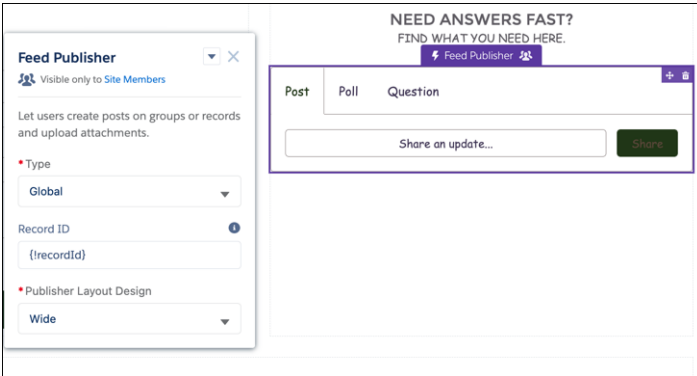 NEED ANSWERS FAST?
FIND WHAT YOU NEED HERE.
Feed Publisher
Feed Publisher
Visible only to Site Members
Let users create posts on groups or records
and upload attachments.
* Type
Global
Record ID
{!recordId}
* Publisher Layout Design
Wide
Post Poll Question
Share an update... Share